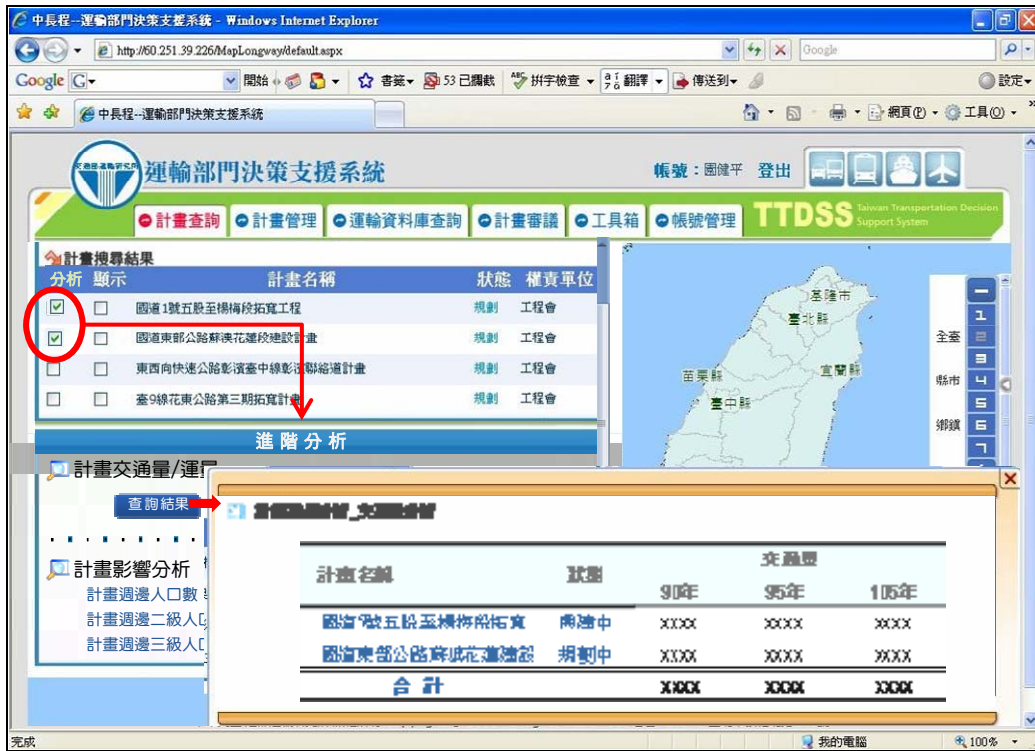 中長程--運輸部門決策支援系統 - Windows Internet Explorer
http://60.251.39.226/MapLongway/default.aspx
Google
Google G 開始 書籤 53 已攔截 拼字檢查 翻譯 傳送到 設定
中長程--運輸部門決策支援系統
網頁(P) 工具(O)
運輸部門決策支援系統
帳號：團健平 登出
計畫查詢 計畫管理 運輸資料庫查詢 計畫審議 工具箱 帳號管理
TTDSS Taiwan Transportation Decision Support System
計畫搜尋結果
分析 顯示 計畫名稱 狀態 權責單位
國道1號五股至楊梅段拓寬工程 規劃 工程會
國道東部公路蘇澳花蓮段建設計畫 規劃 工程會
東西向快速公路彰濱臺中線彰濱聯絡道計畫 規劃 工程會
臺9線花東公路第三期拓寬計畫 規劃 工程會
基隆市
臺北縣
宜蘭縣
苗栗縣
臺中縣
全臺
縣市
鄉鎮
1
2
3
4
5
6
7
進階分析
計畫交通量/運量
查詢結果
計畫影響分析
計畫週邊人口數
計畫週邊二級人口
計畫週邊三級人口
計畫名稱 狀態 交通量
90年 95年 105年
國道1號五股至楊梅段拓寬 興建中 XXXX XXXX XXXX
國道東部公路蘇澳花蓮建設 規劃中 XXXX XXXX XXXX
合計 XXXX XXXX XXXX
完成
我的電腦
100%